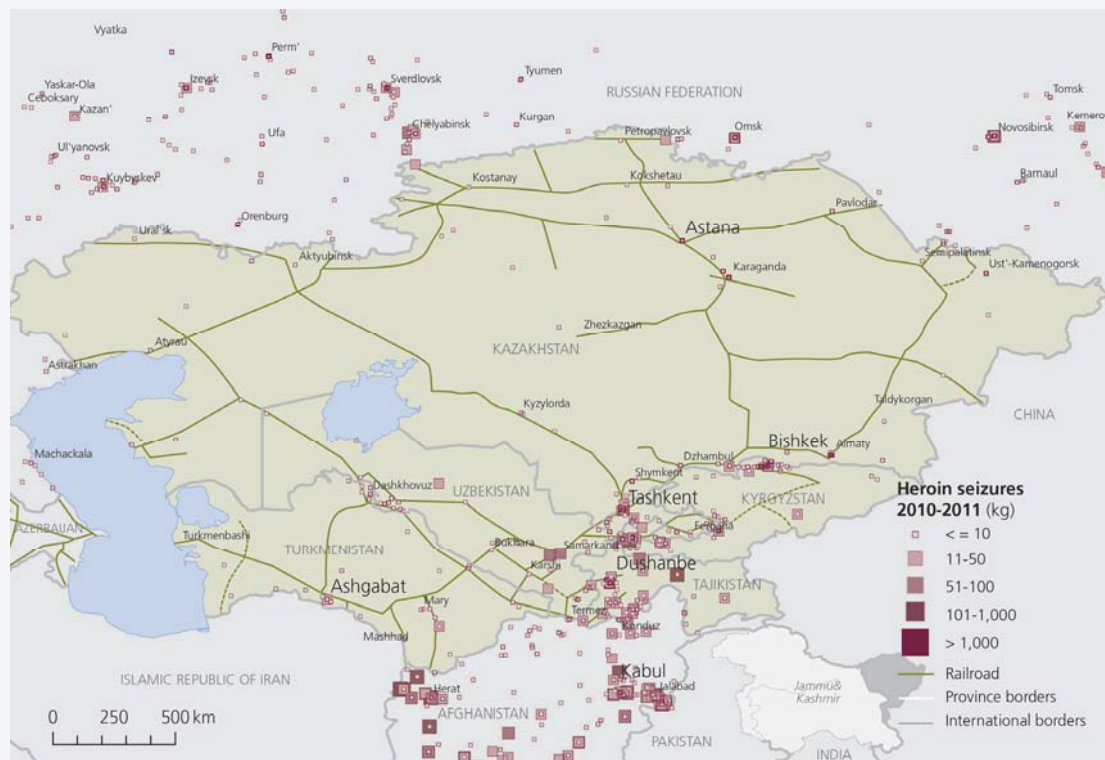 Vyatka
Perm'
Izevsk
Sverdlovsk
Tyumen
RUSSIAN FEDERATION
Tomsk
Yaskar-Ola
Ceboksary
Kazan'
Kemero
Chelyabinsk
Kurgan
Petropavlovsk
Omsk
Novosibirsk
Ufa
Ul'yanovsk
Kuybyskev
Kostanay
Kokshetau
Barnaul
Pavlodar
Orenburg
Ural'sk
Astana
Aktyubinsk
Semipalatinsk
Karaganda
Ust'-Kamenogorsk
Zhezkazgan
KAZAKHSTAN
Atyrau
Astrakhan
Kyzylorda
Taldykorgan
CHINA
Bishkek
Almaty
Machackala
Dzhambul
Shymkent
Dashkhovuz
UZBEKISTAN
Tashkent
KYRGYZSTAN
AZERBAIJAN
Fergana
Turkmenbashi
TURKMENISTAN
Bukhara
Samarkand
Karshi
Dushanbe
TAJIKISTAN
Ashgabat
Mary
Termez
Konduz
Mashhad
Kabul
ISLAMIC REPUBLIC OF IRAN
Herat
Jalabad
AFGHANISTAN
Jammu&
Kashmir
PAKISTAN
INDIA
0 250 500 km
Heroin seizures
2010-2011 (kg)
< = 10
11-50
51-100
101-1,000
> 1,000
Railroad
Province borders
International borders